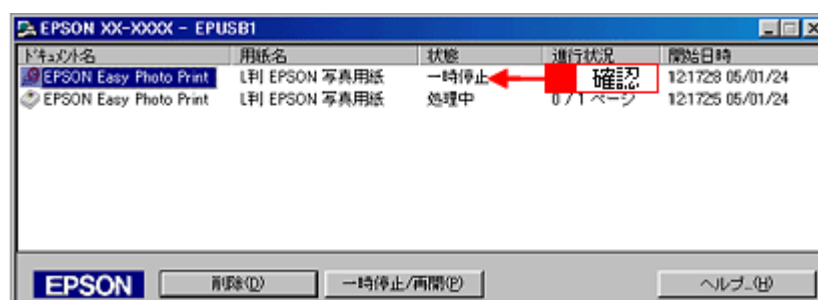 EPSON XX-XXXX - EPUSB1
ドキュメント名 用紙名 状態 進行状況 開始日時
EPSON Easy Photo Print L判 EPSON 写真用紙 一時停止 確認 12:17:28 05/01/24
EPSON Easy Photo Print L判 EPSON 写真用紙 処理中 0 / 1 ページ 12:17:25 05/01/24
EPSON 削除(D) 一時停止/再開(P) ヘルプ...(H)